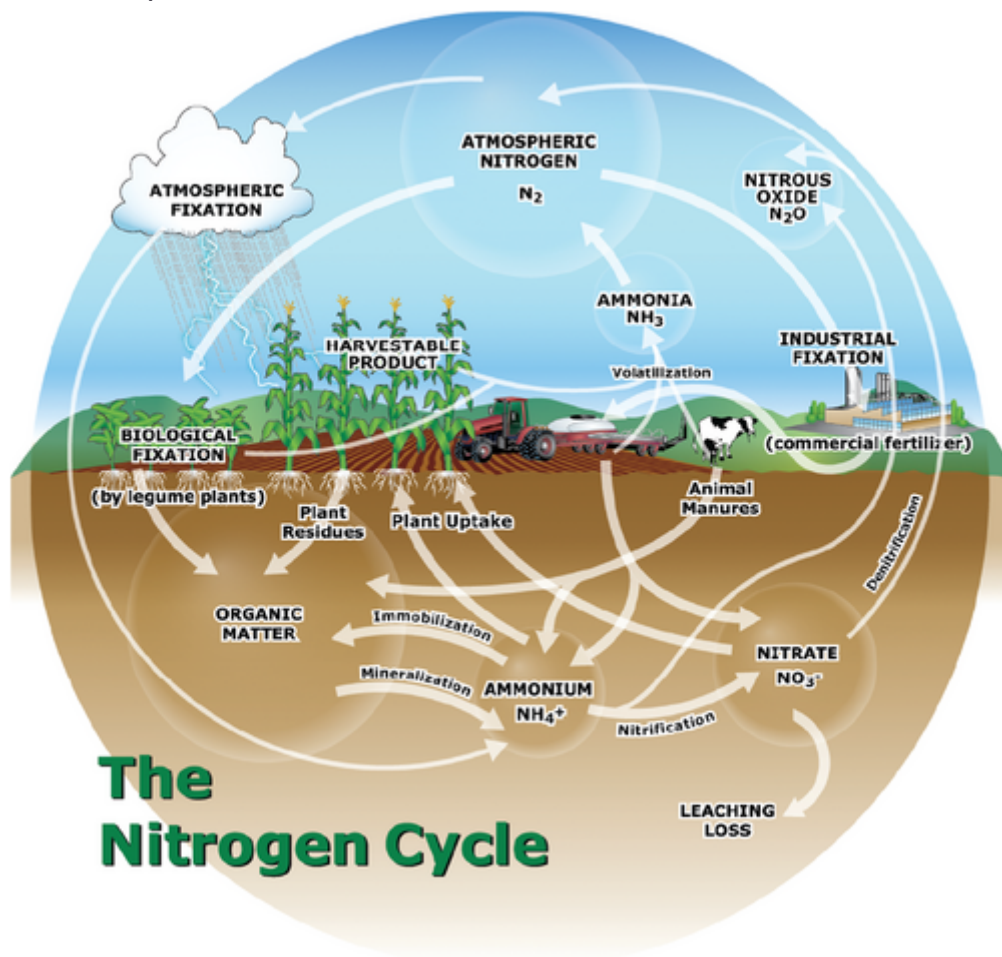 ATMOSPHERIC
NITROGEN
N₂
ATMOSPHERIC
FIXATION
NITROUS
OXIDE
N₂O
AMMONIA
NH₃
HARVESTABLE
PRODUCT
Volatilization
INDUSTRIAL
FIXATION
(commercial fertilizer)
BIOLOGICAL
FIXATION
(by legume plants)
Plant
Residues
Plant Uptake
Animal
Manures
Denitrification
ORGANIC
MATTER
Immobilization
Mineralization
AMMONIUM
NH₄⁺
Nitrification
NITRATE
NO₃⁻
LEACHING
LOSS
The
Nitrogen Cycle